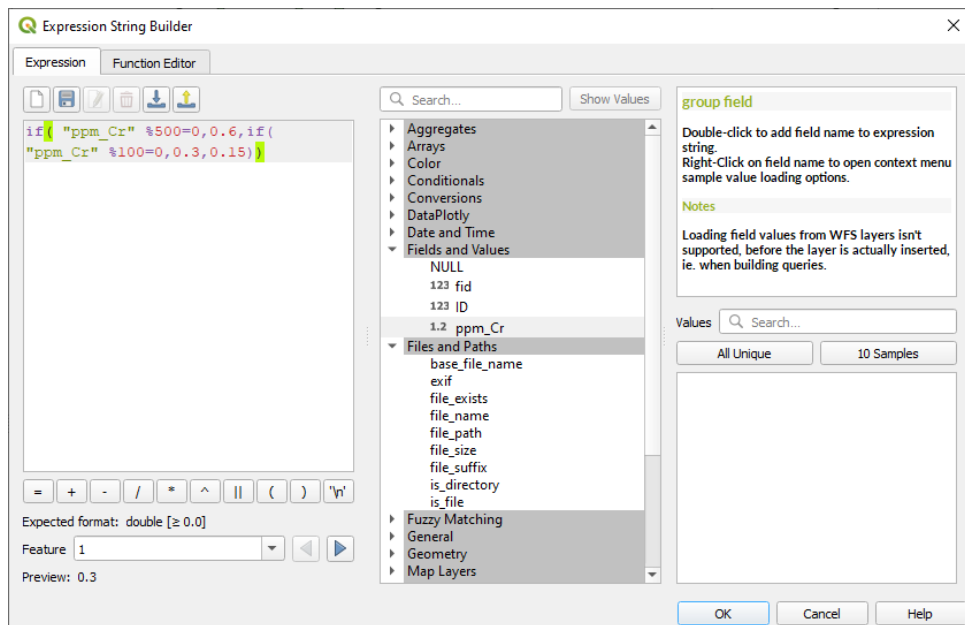 Expression String Builder
Expression
Function Editor
if( "ppm_Cr" %500=0,0.6,if(
"ppm_Cr" %100=0,0.3,0.15))
= + - / * ^ || ( ) '\n'
Expected format: double [≥ 0.0]
Feature 1
Preview: 0.3
Search...
Show Values
Aggregates
Arrays
Color
Conditionals
Conversions
DataPlotly
Date and Time
Fields and Values
NULL
123 fid
123 ID
1.2 ppm_Cr
Files and Paths
base_file_name
exif
file_exists
file_name
file_path
file_size
file_suffix
is_directory
is_file
Fuzzy Matching
General
Geometry
Map Layers
group field
Double-click to add field name to expression
string.
Right-Click on field name to open context menu
sample value loading options.
Notes
Loading field values from WFS layers isn't
supported, before the layer is actually inserted,
ie. when building queries.
Values Search...
All Unique
10 Samples
OK
Cancel
Help